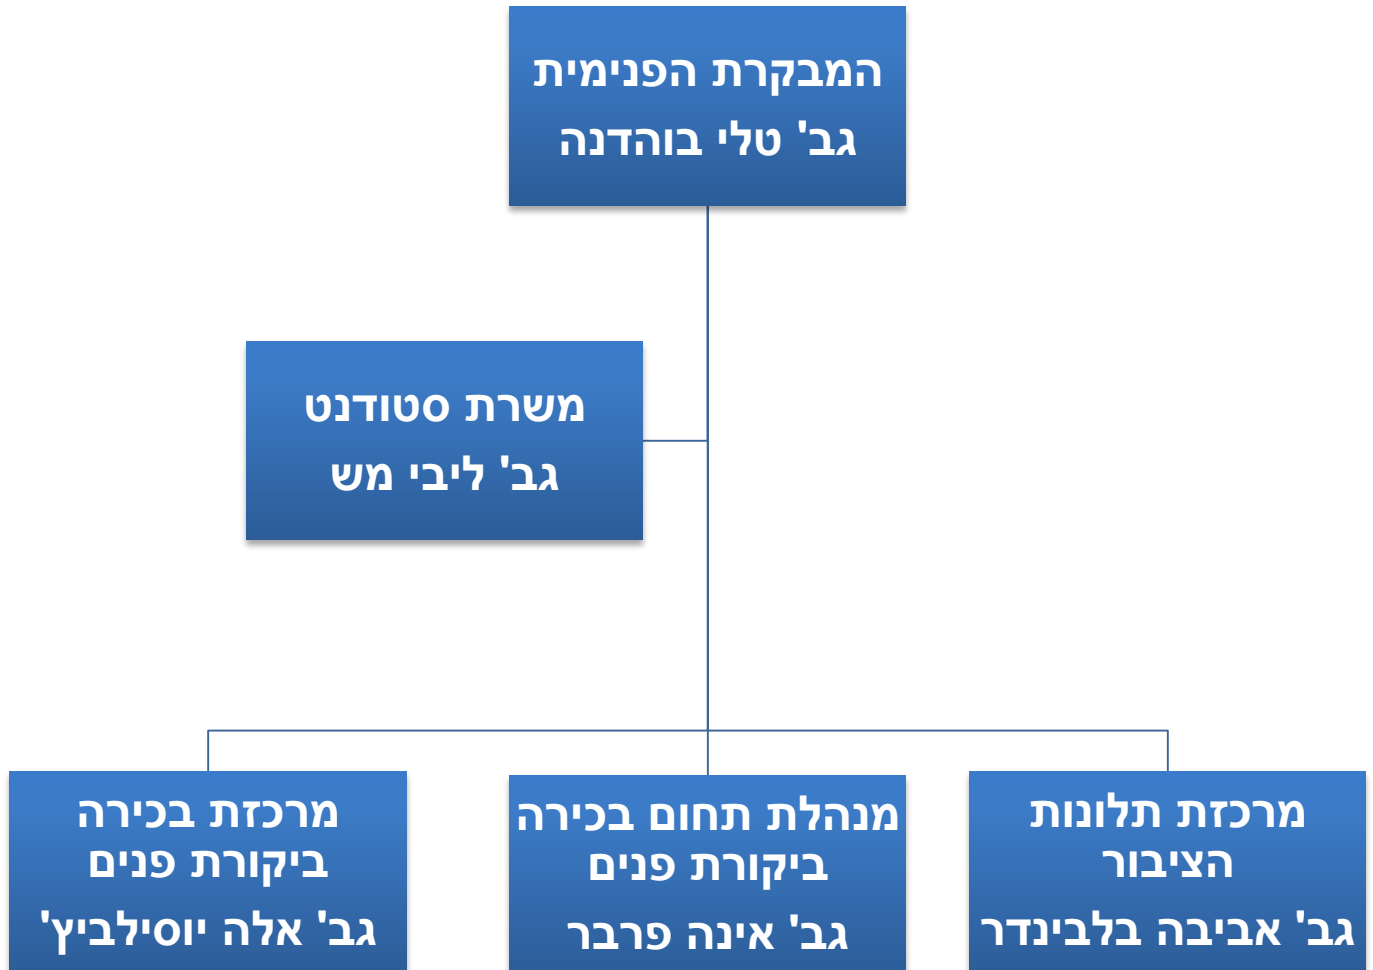 המבקרת הפנימית
גב' טלי בוהדנה
משרת סטודנט
גב' ליבי מש
מרכזת תלונות
הציבור
גב' אביבה בלבינדר
מנהלת תחום בכירה
ביקורת פנים
גב' אינה פרבר
מרכזת בכירה
ביקורת פנים
גב' אלה יוסילביץ'